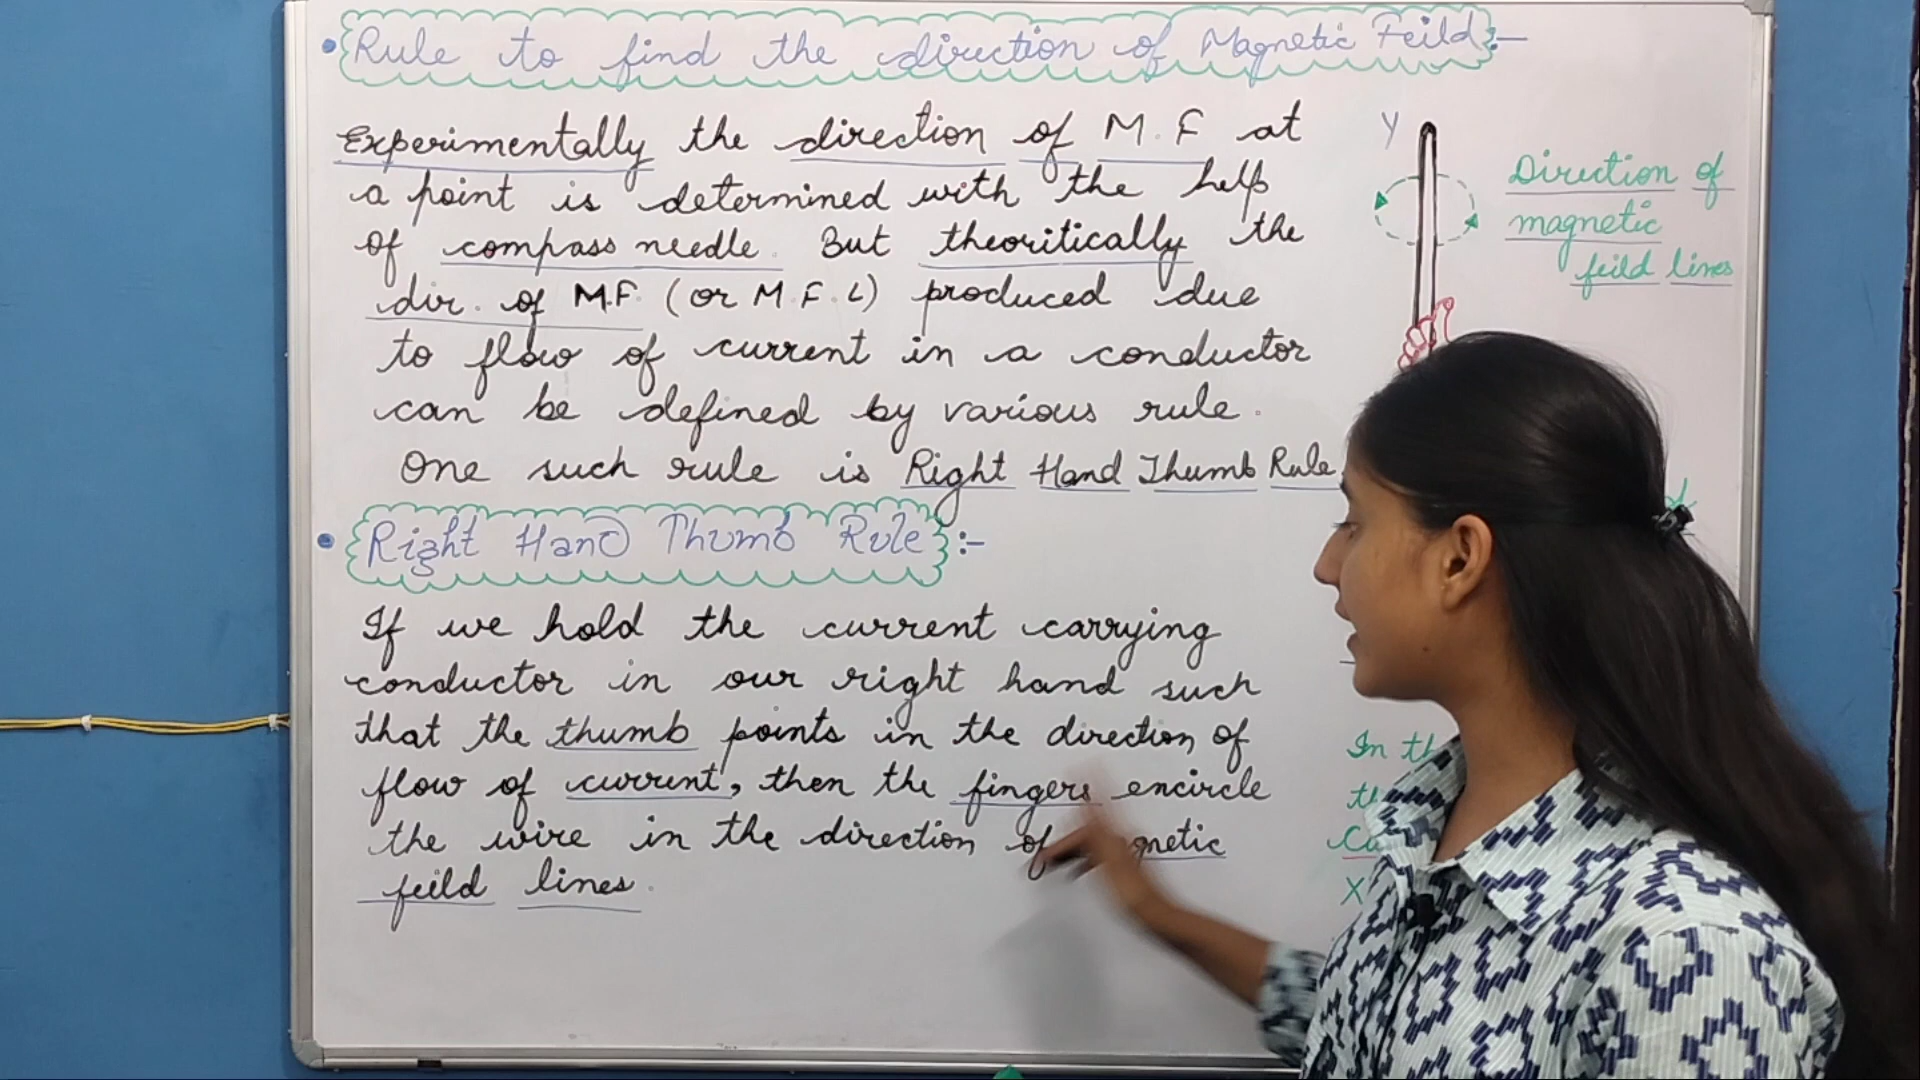 • Rule to find the direction of Magnetic Feild :-
Experimentally the direction of M.F at
a point is determined with the help
of compass needle. But theoritically the
dir. of M.F. (or M.F.L) produced due
to flow of current in a conductor
can be defined by various rule.
One such rule is Right Hand Thumb Rule
• Right Hand Thumb Rule :-
If we hold the current carrying
conductor in our right hand such
that the thumb points in the direction of
flow of current, then the fingers encircle
the wire in the direction of
feild lines.
Y
Direction of
magnetic
feild lines
In
X